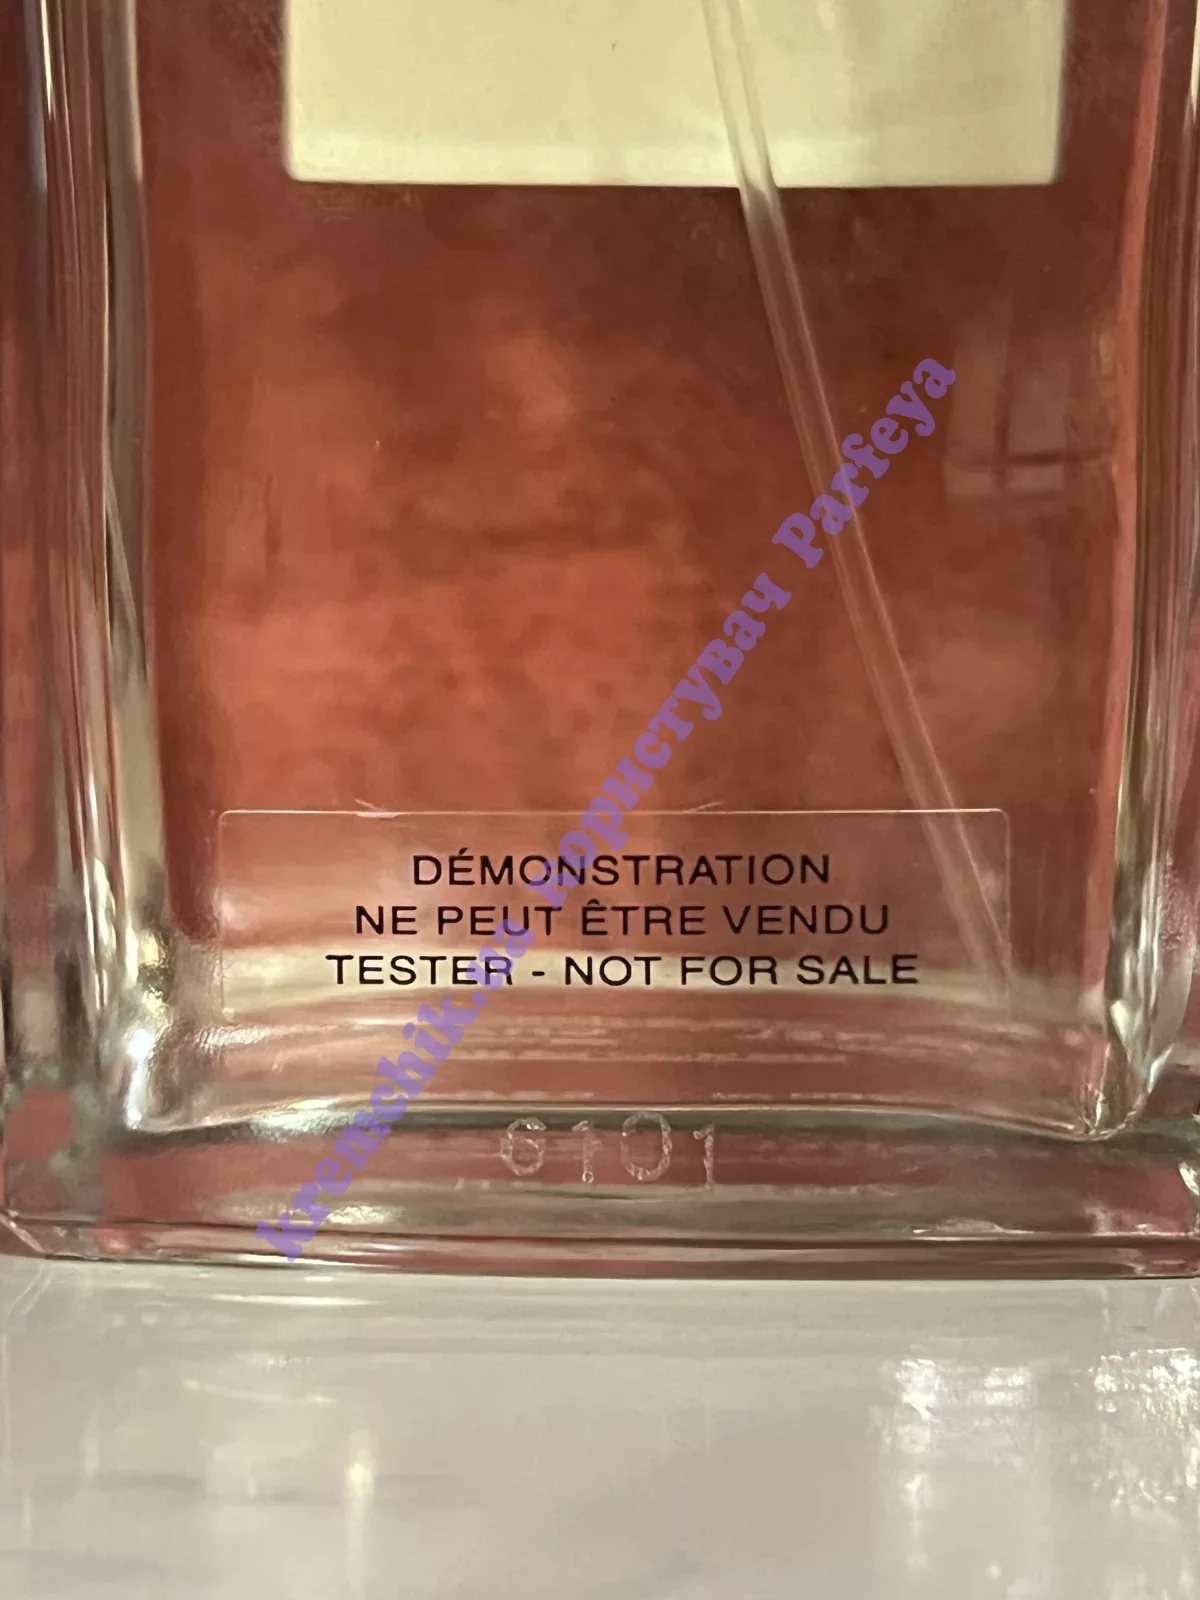 DÉMONSTRATION
NE PEUT ÊTRE VENDU
TESTER - NOT FOR SALE
6101
kremchik.ua Користувач Parfeya